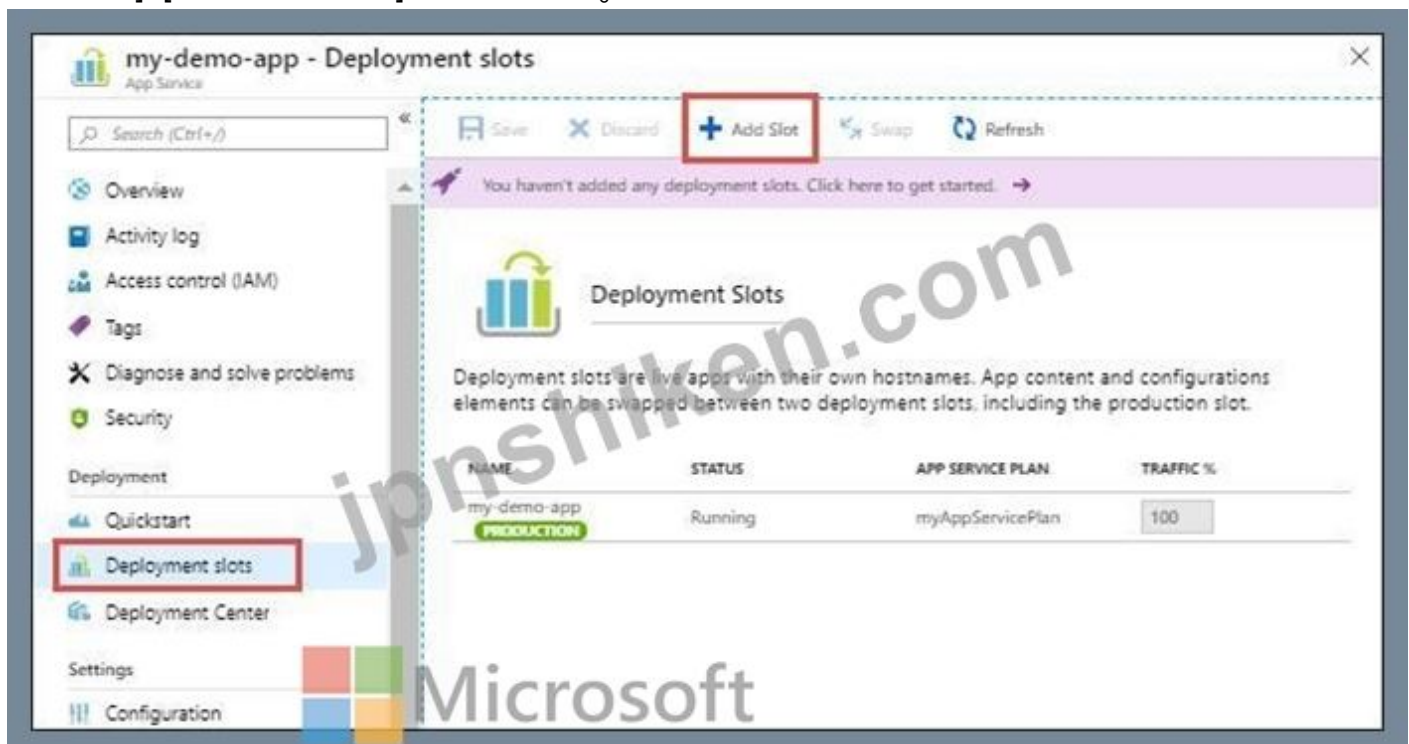 my-demo-app - Deployment slots
App Service
Search (Ctrl+/)
Save Discard Add Slot Swap Refresh
You haven't added any deployment slots. Click here to get started.
Overview
Activity log
Access control (IAM)
Tags
Diagnose and solve problems
Security
Deployment
Quickstart
Deployment slots
Deployment Center
Settings
Configuration
Deployment Slots
Deployment slots are live apps with their own hostnames. App content and configurations
elements can be swapped between two deployment slots, including the production slot.
NAME STATUS APP SERVICE PLAN TRAFFIC %
my-demo-app Running myAppServicePlan 100
PRODUCTION
jpnshiken.com
Microsoft